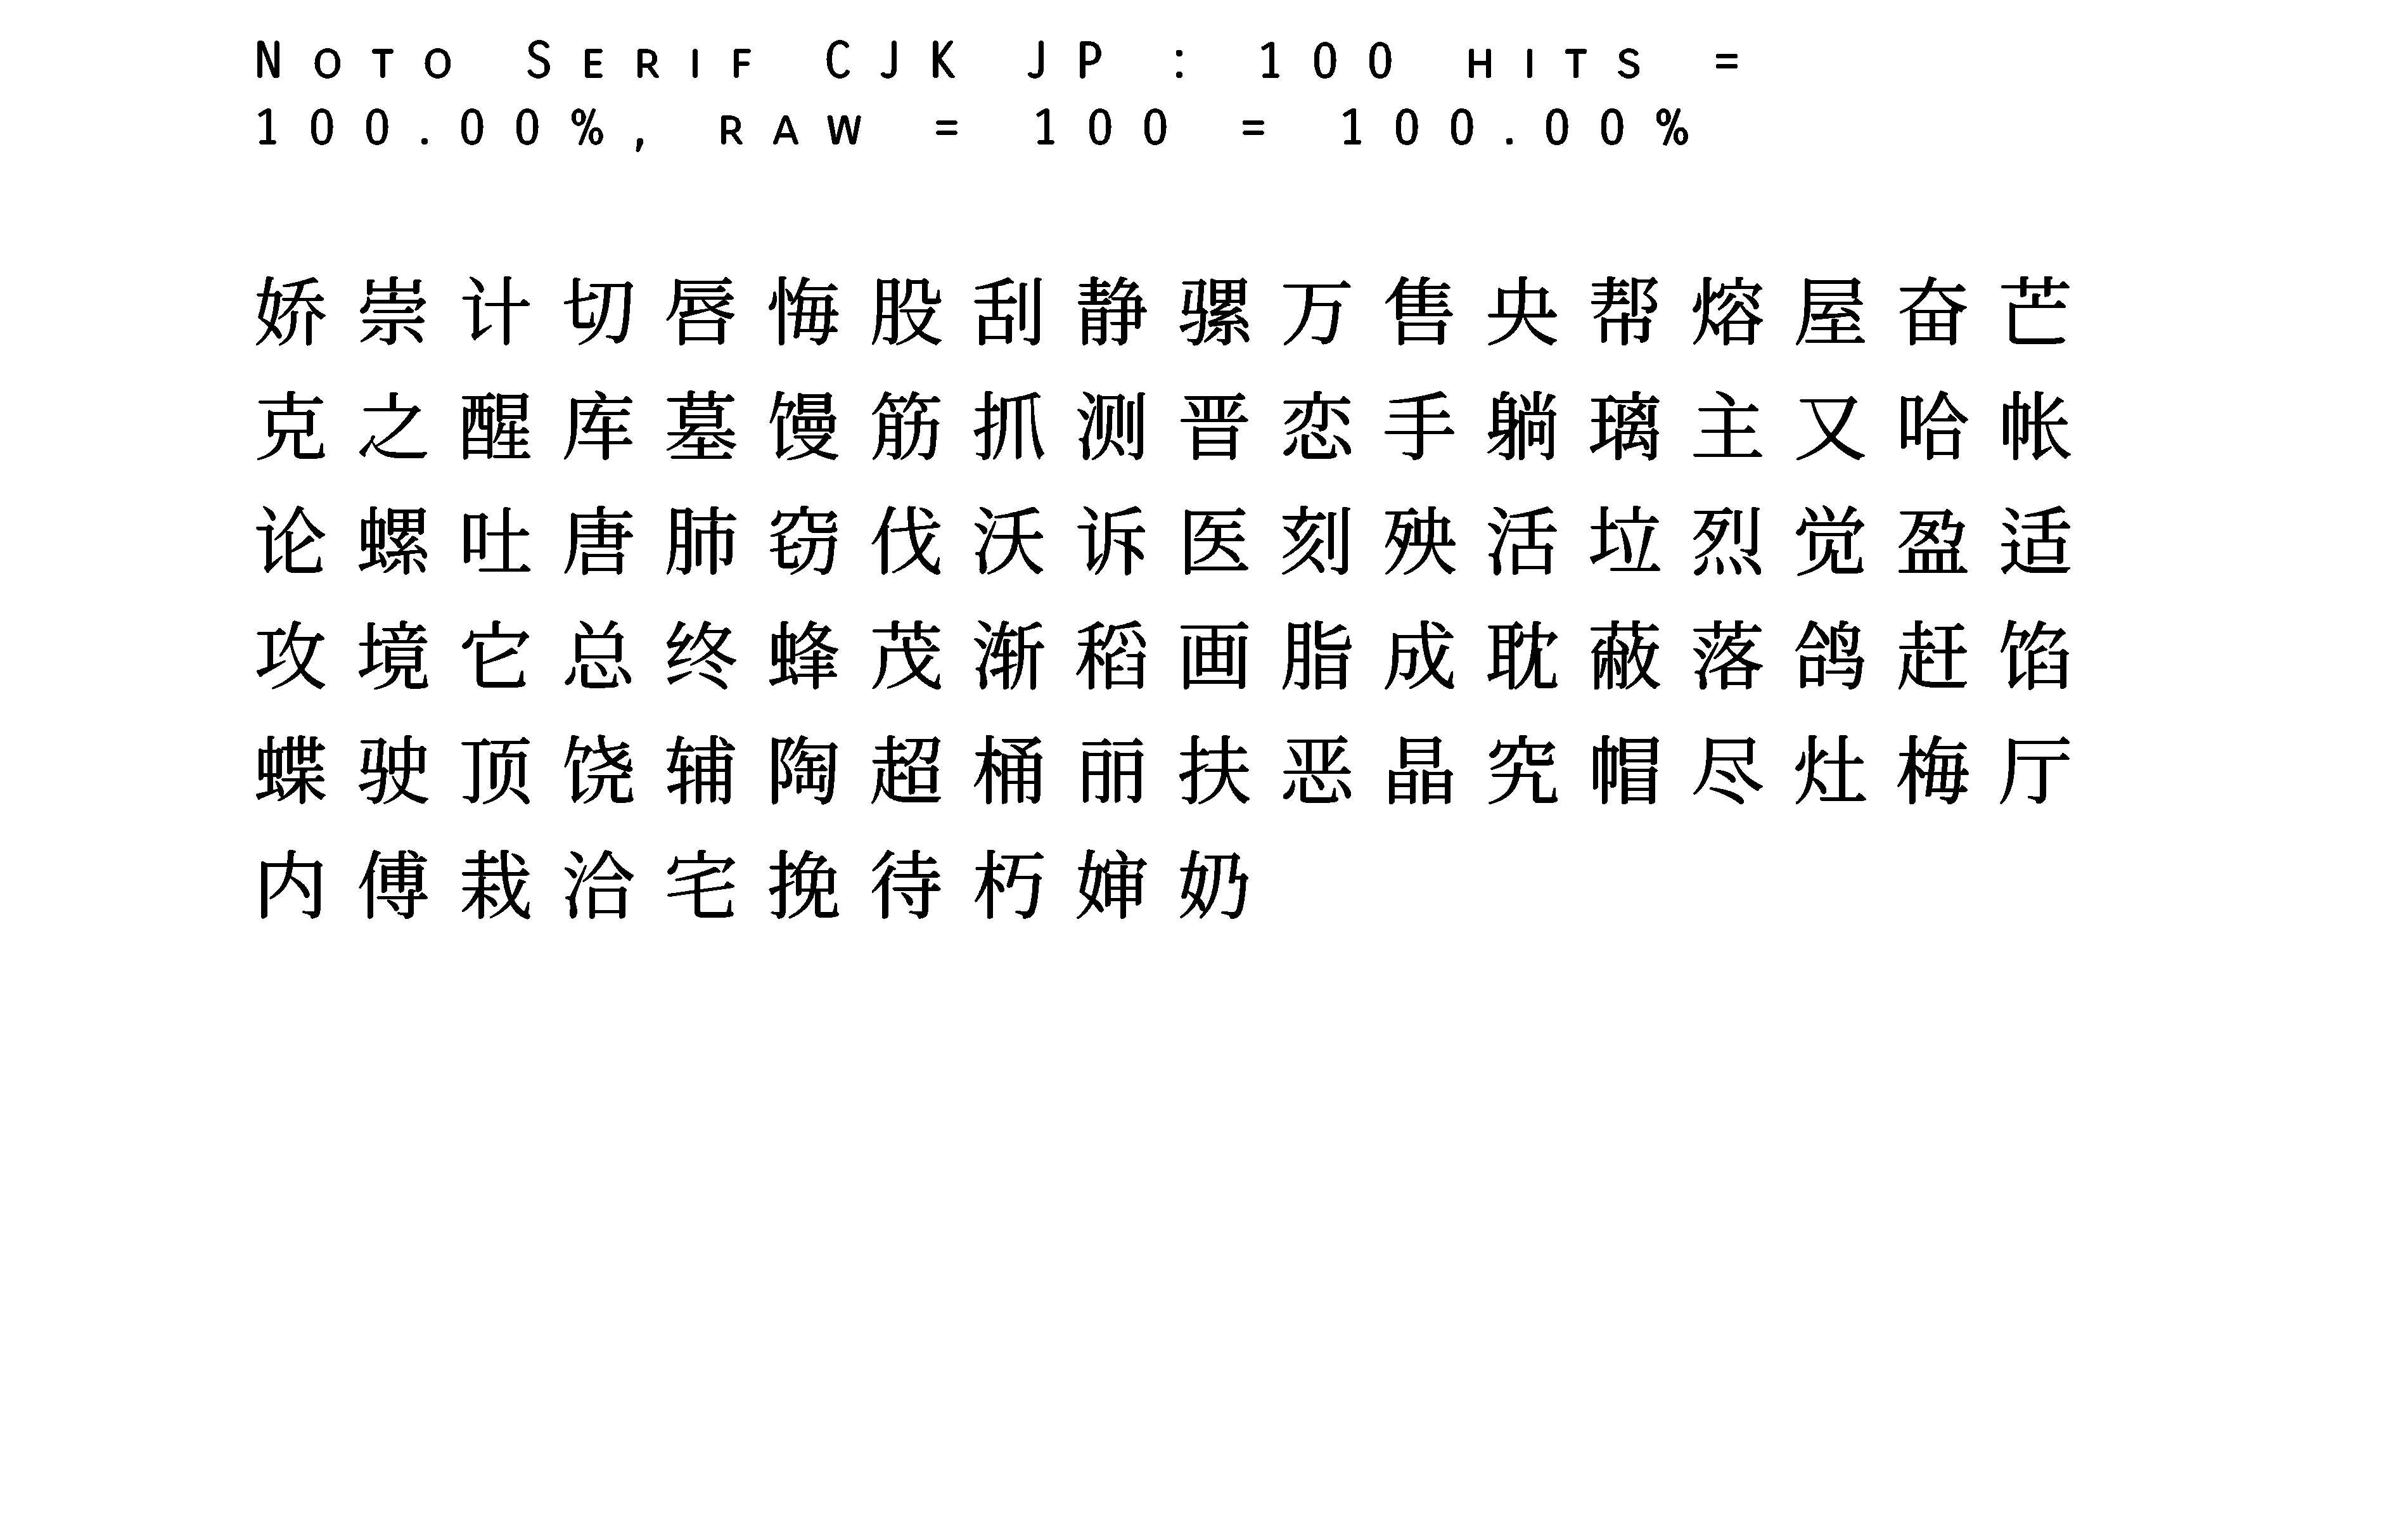 Noto Serif CJK JP : 100 hits =
100.00%, raw = 100 = 100.00%
娇崇计切唇悔股刮静骡万售央帮熔屋奋芒
克之醒库墓馒筋抓测晋恋手躺璃主又哈帐
论螺吐唐肺窃伐沃诉医刻殃活垃烈觉盈适
攻境它总终蜂茂渐稻画脂成耽蔽落鸽赶馅
蝶驶顶饶辅陶超桶丽扶恶晶究帽尽灶梅厅
内傅栽洽宅挽待朽婶奶